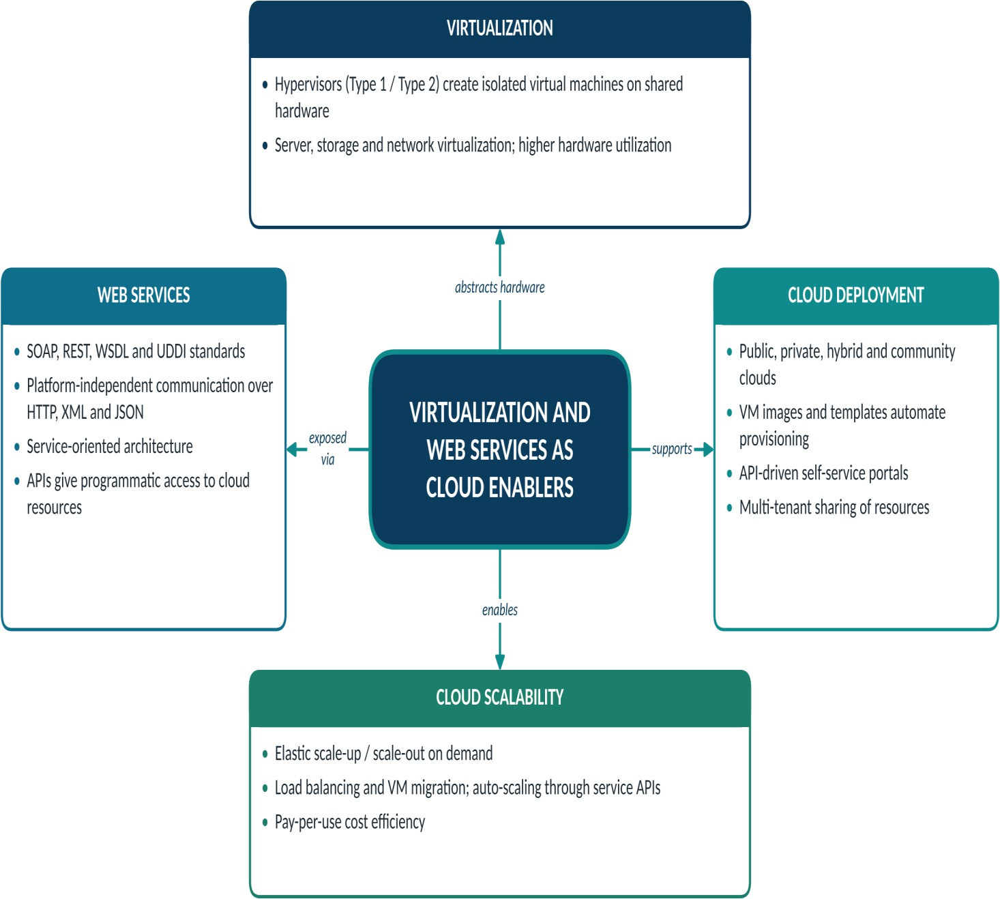 VIRTUALIZATION
• Hypervisors (Type 1 / Type 2) create isolated virtual machines on shared
hardware
• Server, storage and network virtualization; higher hardware utilization
abstracts hardware
WEB SERVICES
• SOAP, REST, WSDL and UDDI standards
• Platform-independent communication over
HTTP, XML and JSON
• Service-oriented architecture
• APIs give programmatic access to cloud
resources
exposed
via
VIRTUALIZATION AND
WEB SERVICES AS
CLOUD ENABLERS
supports
CLOUD DEPLOYMENT
• Public, private, hybrid and community
clouds
• VM images and templates automate
provisioning
• API-driven self-service portals
• Multi-tenant sharing of resources
enables
CLOUD SCALABILITY
• Elastic scale-up / scale-out on demand
• Load balancing and VM migration; auto-scaling through service APIs
• Pay-per-use cost efficiency